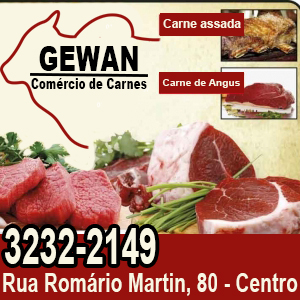 GEWAN
Comércio de Carnes
Carne assada
Carne de Angus
3232-2149
Rua Romário Martin, 80 - Centro